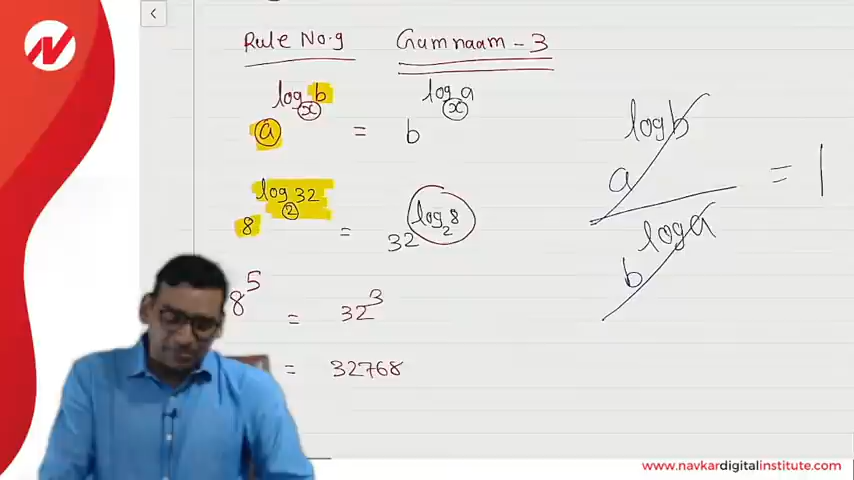 Rule No.9 Gumnaam - 3
a^(log_x b) = b^(log_x a)
8^(log_2 32) = 32^(log_2 8)
8^5 = 32^3
= 32768
a^(log b) / b^(log a) = 1
www.navkardigitalinstitute.com